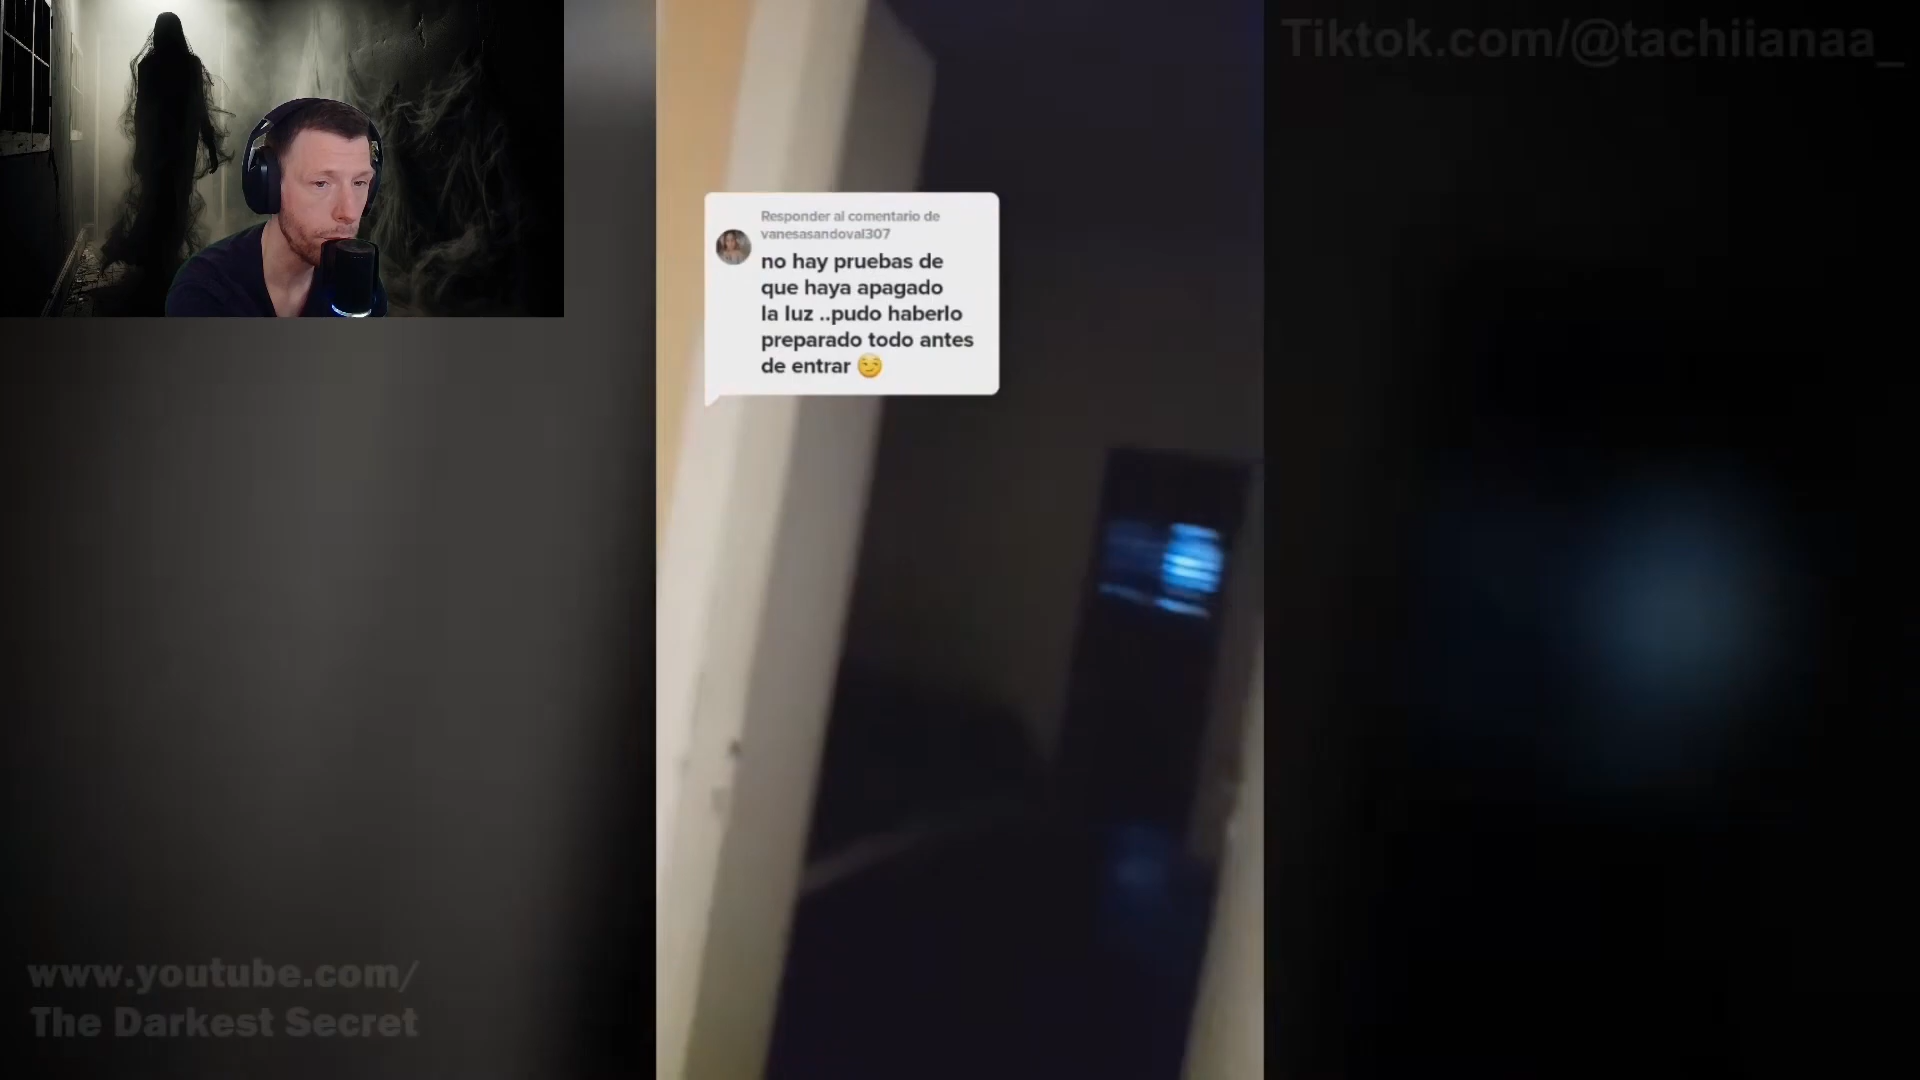 Tiktok.com/@tachiianaa_
Responder al comentario de
vanesasandoval307
no hay pruebas de
que haya apagado
la luz ..pudo haberlo
preparado todo antes
de entrar 😏
www.youtube.com/
The Darkest Secret